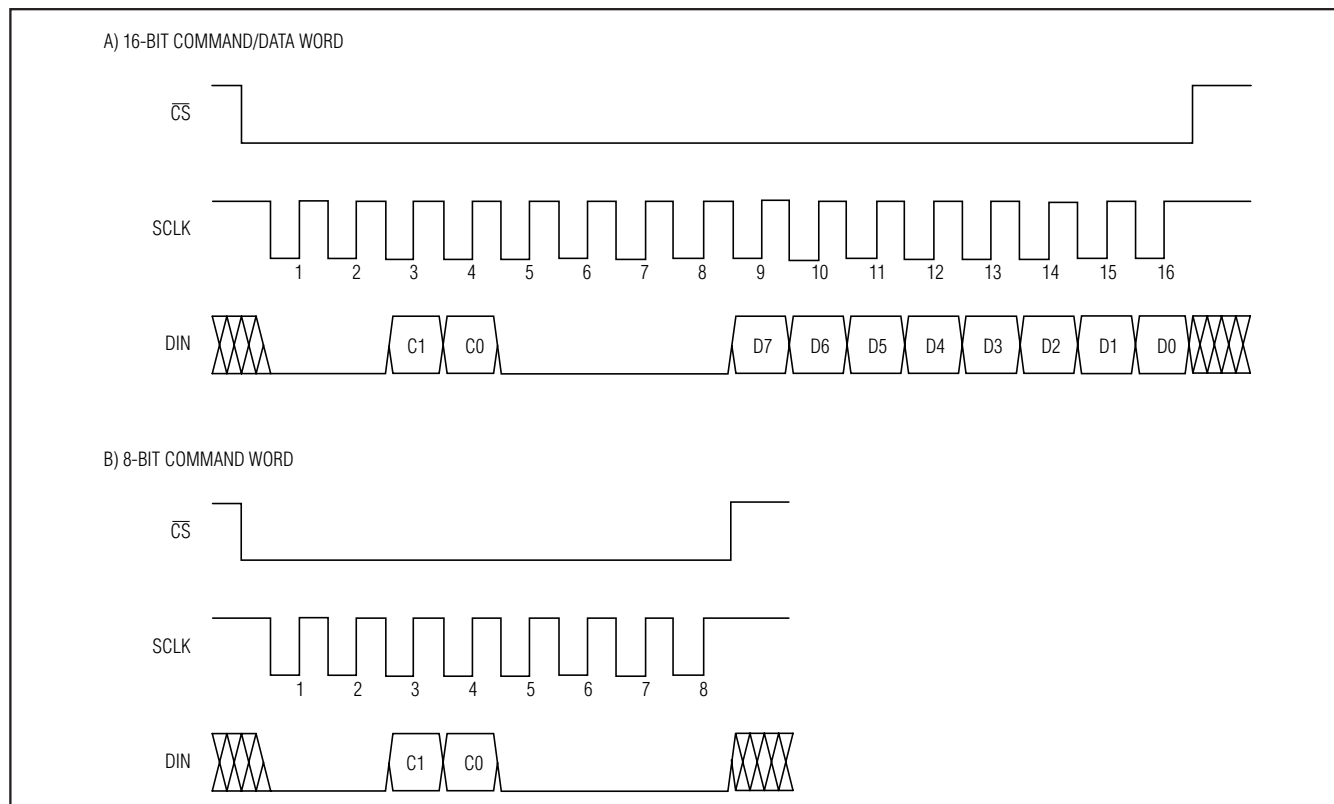 A) 16-BIT COMMAND/DATA WORD
C̅S̅
SCLK
1 2 3 4 5 6 7 8 9 10 11 12 13 14 15 16
DIN
C1 C0 D7 D6 D5 D4 D3 D2 D1 D0
B) 8-BIT COMMAND WORD
C̅S̅
SCLK
1 2 3 4 5 6 7 8
DIN
C1 C0